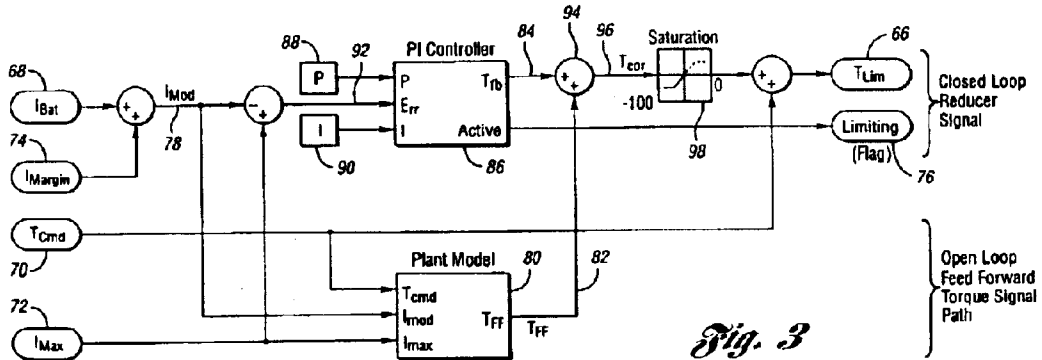 88
P
PI Controller
92
P
E_rr
I
T_fb
Active
86
I
90
84
94
+
+
96
T_cor
Saturation
-100
0
98
+
+
66
T_Lim
Closed Loop
Reducer
Signal
Limiting
(Flag)
76
68
I_Bat
+
+
I_Mod
78
-
+
74
I_Margin
T_Cmd
70
72
I_Max
Plant Model
80
T_cmd
I_mod
I_max
T_FF
T_FF
82
Open Loop
Feed Forward
Torque Signal
Path
Fig. 3